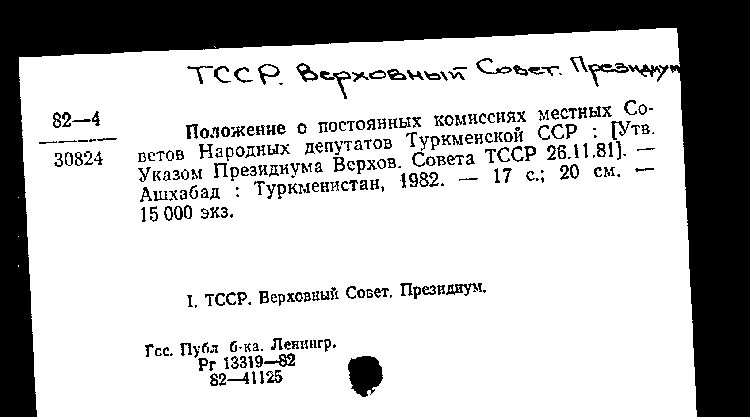 ТССР. Верховный Совет. Президиум
82—4
30824
Положение о постоянных комиссиях местных Со-
ветов Народных депутатов Туркменской ССР : [Утв.
Указом Президиума Верхов. Совета ТССР 26.11.81]. —
Ашхабад : Туркменистан, 1982. — 17 с.; 20 см. —
15 000 экз.
I. ТССР. Верховный Совет. Президиум.
Гос. Публ б-ка. Ленингр.
Рг 13319—82
82—41125